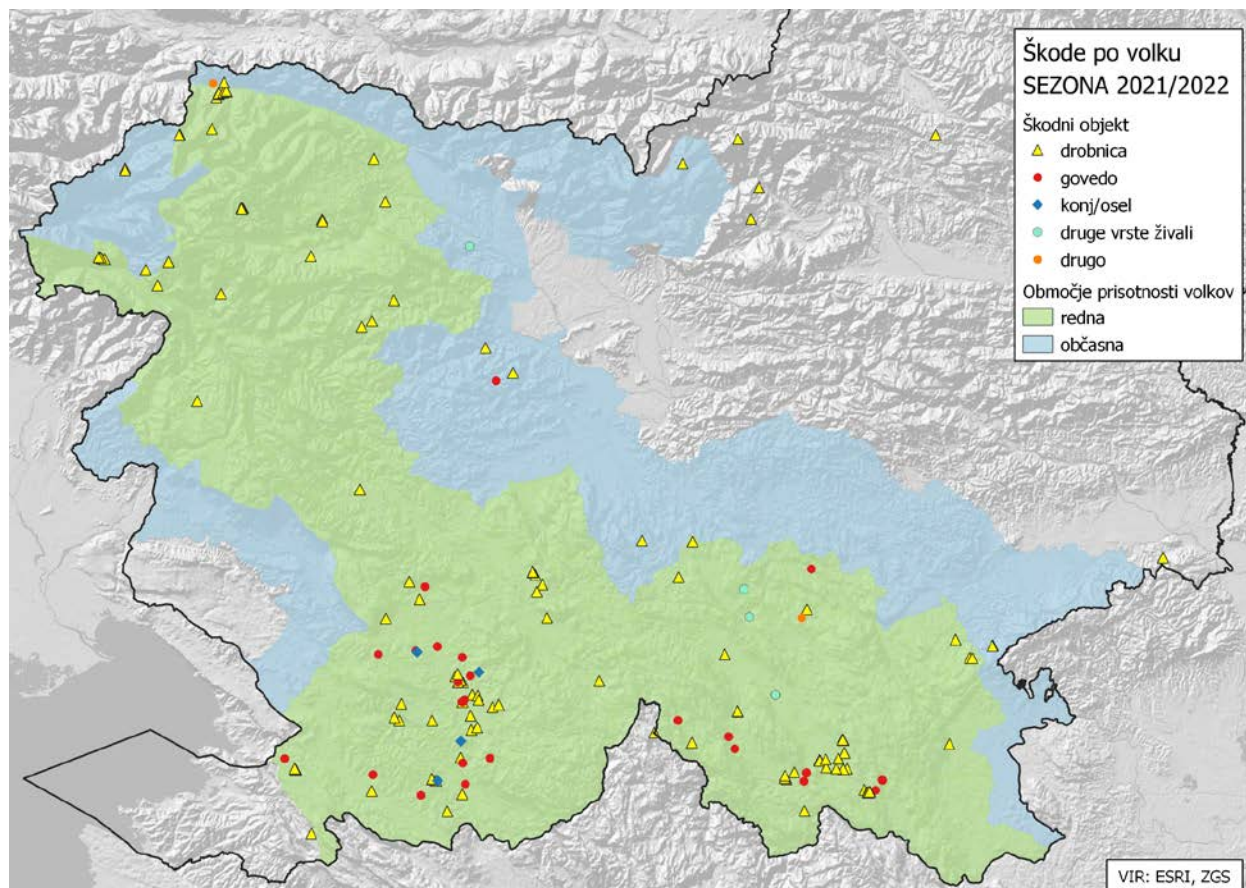 Škode po volku
SEZONA 2021/2022
Škodni objekt
drobnica
govedo
konj/osel
druge vrste živali
drugo
Območje prisotnosti volkov
redna
občasna
VIR: ESRI, ZGS